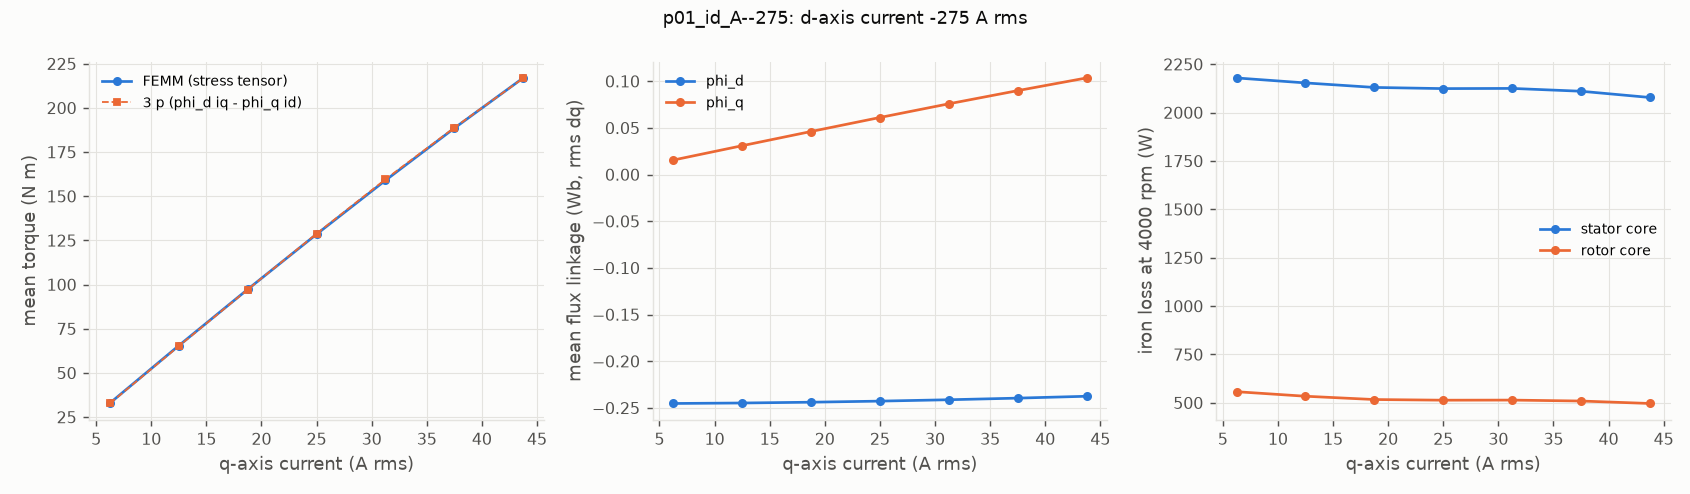 p01_id_A--275: d-axis current -275 A rms
mean torque (N m)
225
200
175
150
125
100
75
50
25
FEMM (stress tensor)
3 p (phi_d iq - phi_q id)
5 10 15 20 25 30 35 40 45
q-axis current (A rms)
mean flux linkage (Wb, rms dq)
0.10
0.05
0.00
−0.05
−0.10
−0.15
−0.20
−0.25
phi_d
phi_q
5 10 15 20 25 30 35 40 45
q-axis current (A rms)
iron loss at 4000 rpm (W)
2250
2000
1750
1500
1250
1000
750
500
stator core
rotor core
5 10 15 20 25 30 35 40 45
q-axis current (A rms)